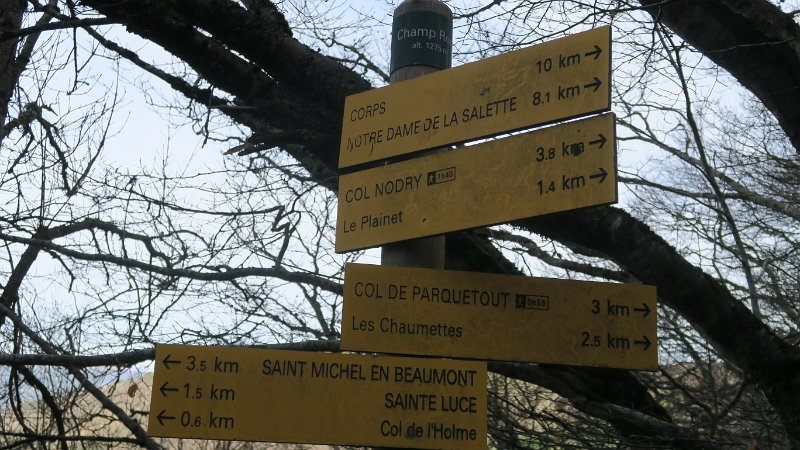 Champ
alt. 1275
CORPS 10 km
NOTRE DAME DE LA SALETTE 8.1 km
COL NODRY 1h40 3.8 km
Le Plainet 1.4 km
COL DE PARQUETOUT 0h58 3 km
Les Chaumettes 2.5 km
3.5 km SAINT MICHEL EN BEAUMONT
1.5 km SAINTE LUCE
0.6 km Col de l'Holme